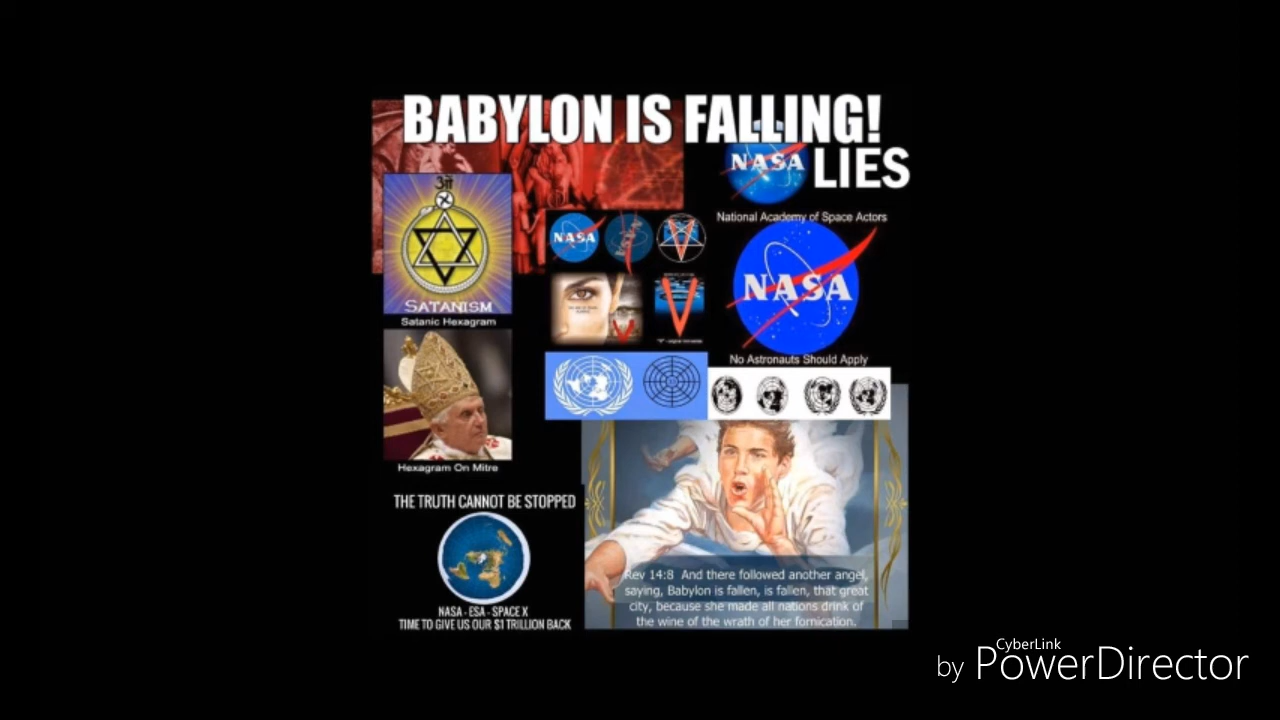 BABYLON IS FALLING!
NASA LIES
National Academy of Space Actors
ॐ
SATANISM
Satanic Hexagram
NASA
NASA
No Astronauts Should Apply
V
V
Hexagram On Mitre
THE TRUTH CANNOT BE STOPPED
NASA - ESA - SPACE X
TIME TO GIVE US OUR $1 TRILLION BACK
Rev 14:8 And there followed another angel,
saying, Babylon is fallen, is fallen, that great
city, because she made all nations drink of
the wine of the wrath of her fornication.
CyberLink
by PowerDirector